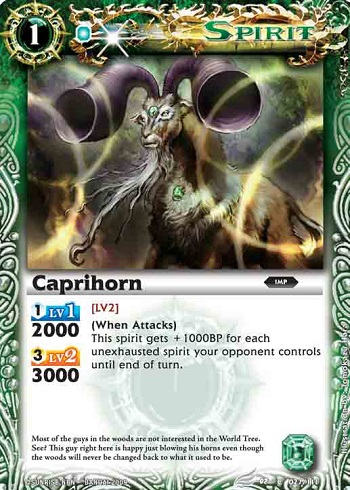 1
SPIRIT
Caprihorn
IMP
1 LV1
2000
3 LV2
3000
[LV2]
(When Attacks)
This spirit gets +1000BP for each
unexhausted spirit your opponent controls
until end of turn.
Most of the guys in the woods are not interested in the World Tree.
See? This guy right here is happy just blowing his horns even though
the woods will never be changed back to what it used to be.